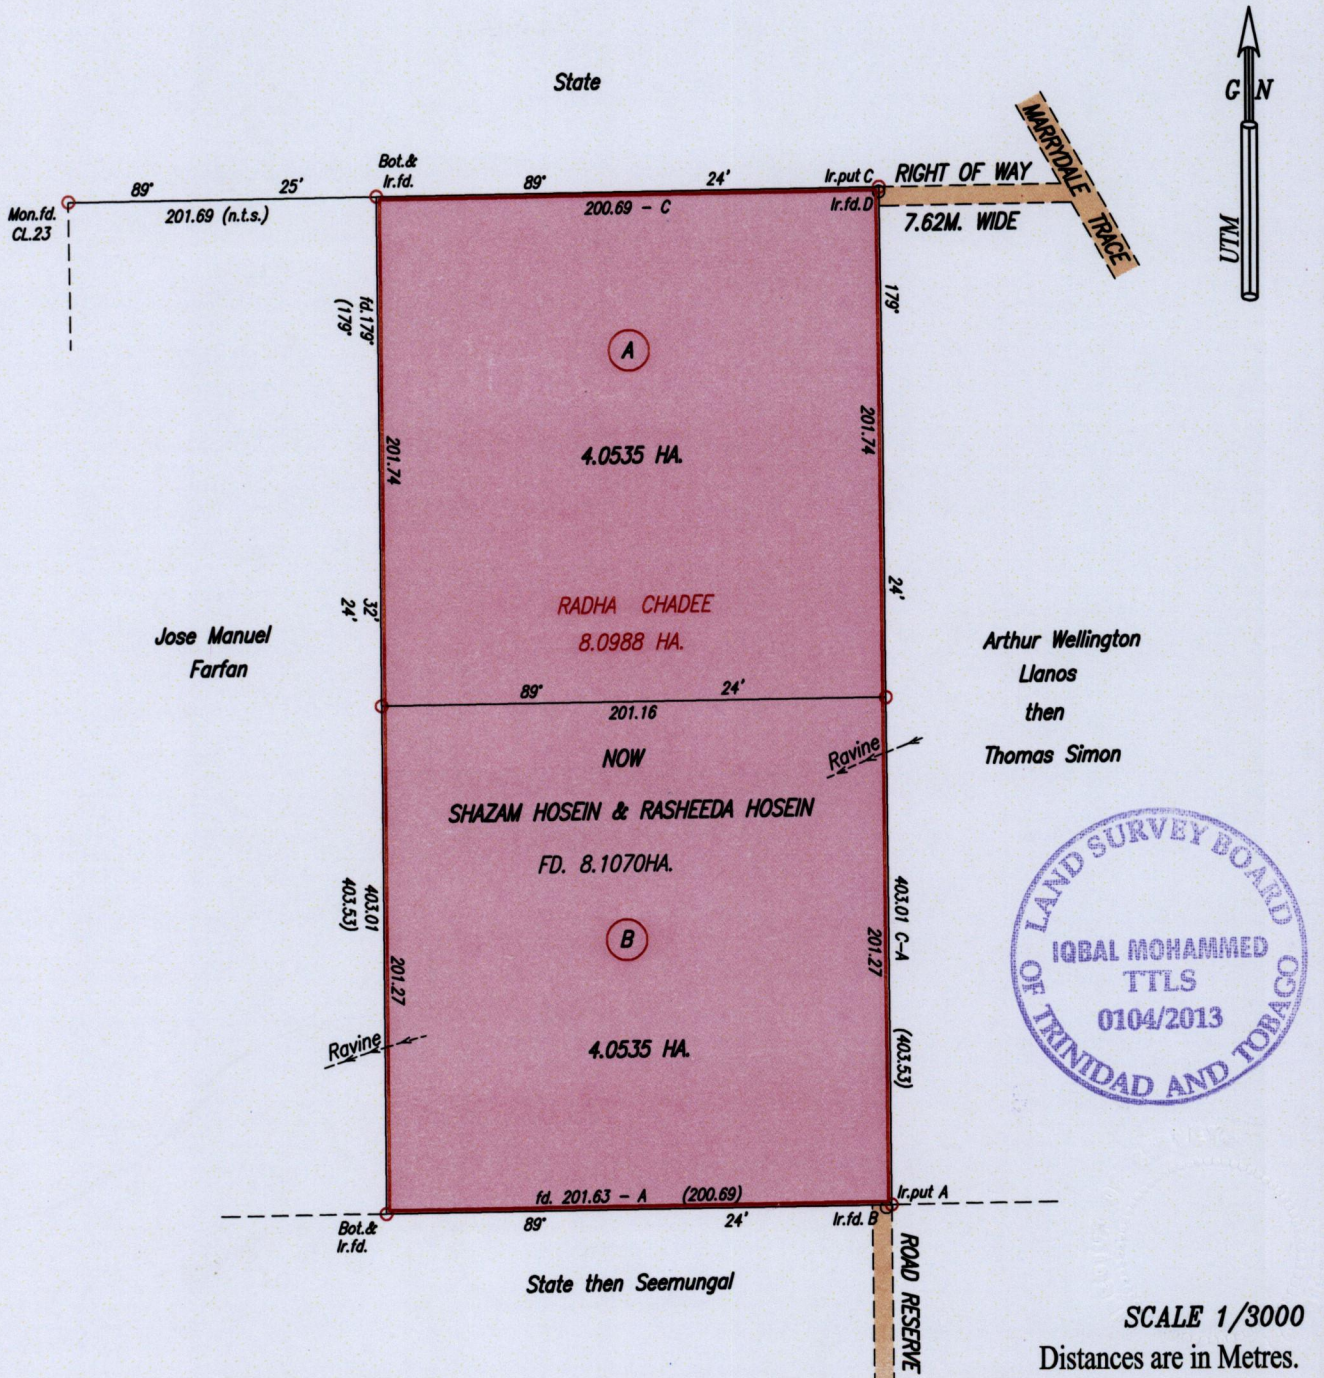 State
G N
UTM
MARRYDALE TRACE
RIGHT OF WAY
7.62M. WIDE
Mon.fd.
CL.23
89° 25'
201.69 (n.t.s.)
Bot.&
Ir.fd.
89° 24'
200.69 - C
Ir.put C
Ir.fd.D
fd.179° 32'
(179° 24'
201.74
179° 24'
201.74
A
4.0535 HA.
RADHA CHADEE
8.0988 HA.
Jose Manuel
Farfan
Arthur Wellington
Llanos
then
Thomas Simon
89° 24'
201.16
NOW
Ravine
SHAZAM HOSEIN & RASHEEDA HOSEIN
FD. 8.1070HA.
403.01
403.53)
201.27
403.01 C-A
(403.53)
201.27
B
4.0535 HA.
Ravine
LAND SURVEY BOARD
IQBAL MOHAMMED
TTLS
0104/2013
OF TRINIDAD AND TOBAGO
fd. 201.63 - A (200.69)
89° 24'
Ir.put A
Ir.fd. B
Bot.&
Ir.fd.
State then Seemungal
ROAD RESERVE
SCALE 1/3000
Distances are in Metres.